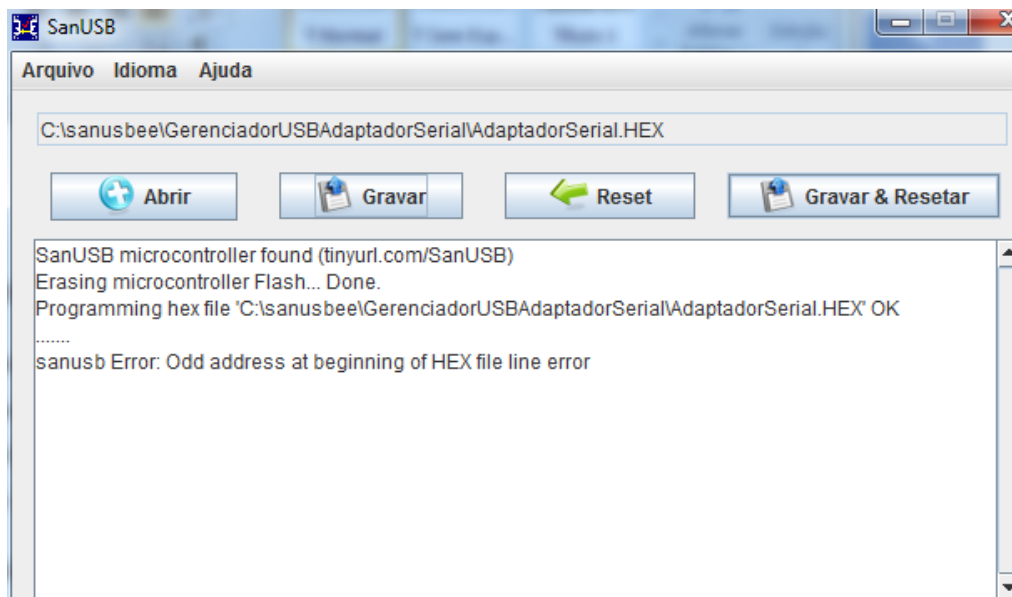 SanUSB
Arquivo Idioma Ajuda
C:\sanusbee\GerenciadorUSBAdaptadorSerial\AdaptadorSerial.HEX
Abrir Gravar Reset Gravar & Resetar
SanUSB microcontroller found (tinyurl.com/SanUSB)
Erasing microcontroller Flash... Done.
Programming hex file 'C:\sanusbee\GerenciadorUSBAdaptadorSerial\AdaptadorSerial.HEX' OK
.......
sanusb Error: Odd address at beginning of HEX file line error